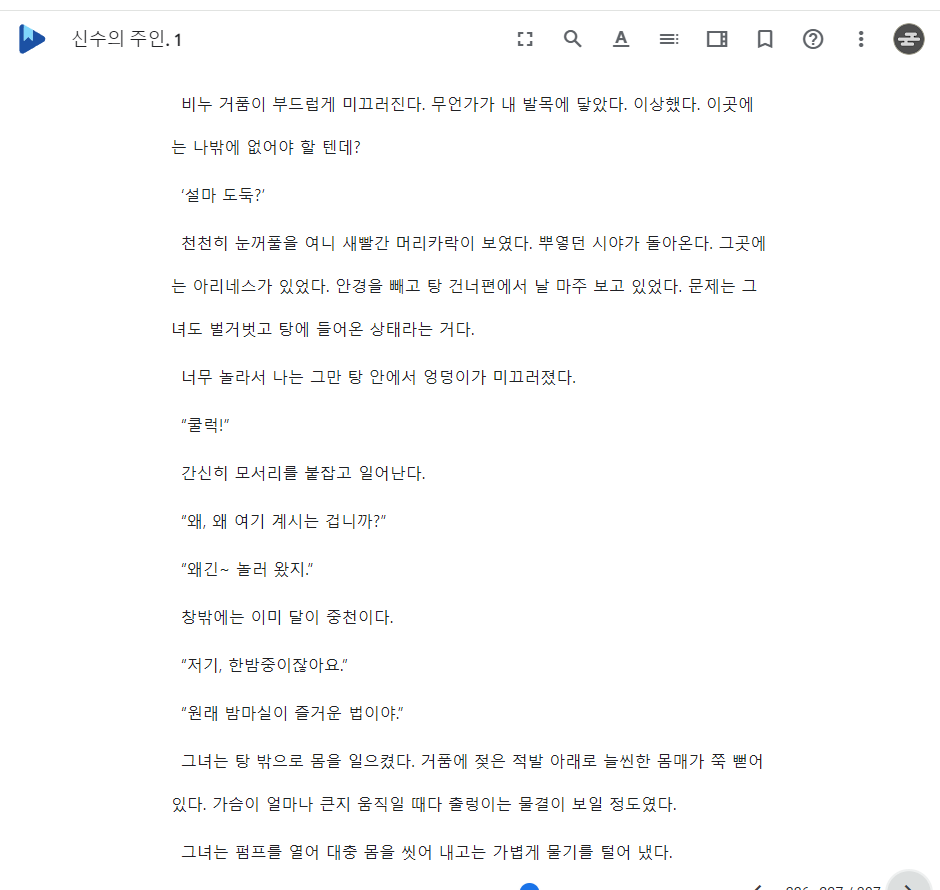 신수의 주인. 1
비누 거품이 부드럽게 미끄러진다. 무언가가 내 발목에 닿았다. 이상했다. 이곳에
는 나밖에 없어야 할 텐데?
‘설마 도둑?’
천천히 눈꺼풀을 여니 새빨간 머리카락이 보였다. 뿌옇던 시야가 돌아온다. 그곳에
는 아리네스가 있었다. 안경을 빼고 탕 건너편에서 날 마주 보고 있었다. 문제는 그
녀도 벌거벗고 탕에 들어온 상태라는 거다.
너무 놀라서 나는 그만 탕 안에서 엉덩이가 미끄러졌다.
“쿨럭!”
간신히 모서리를 붙잡고 일어난다.
“왜, 왜 여기 계시는 겁니까?”
“왜긴~ 놀러 왔지.”
창밖에는 이미 달이 중천이다.
“저기, 한밤중이잖아요.”
“원래 밤마실이 즐거운 법이야.”
그녀는 탕 밖으로 몸을 일으켰다. 거품에 젖은 적발 아래로 늘씬한 몸매가 쭉 뻗어
있다. 가슴이 얼마나 큰지 움직일 때다 출렁이는 물결이 보일 정도였다.
그녀는 펌프를 열어 대충 몸을 씻어 내고는 가볍게 물기를 털어 냈다.